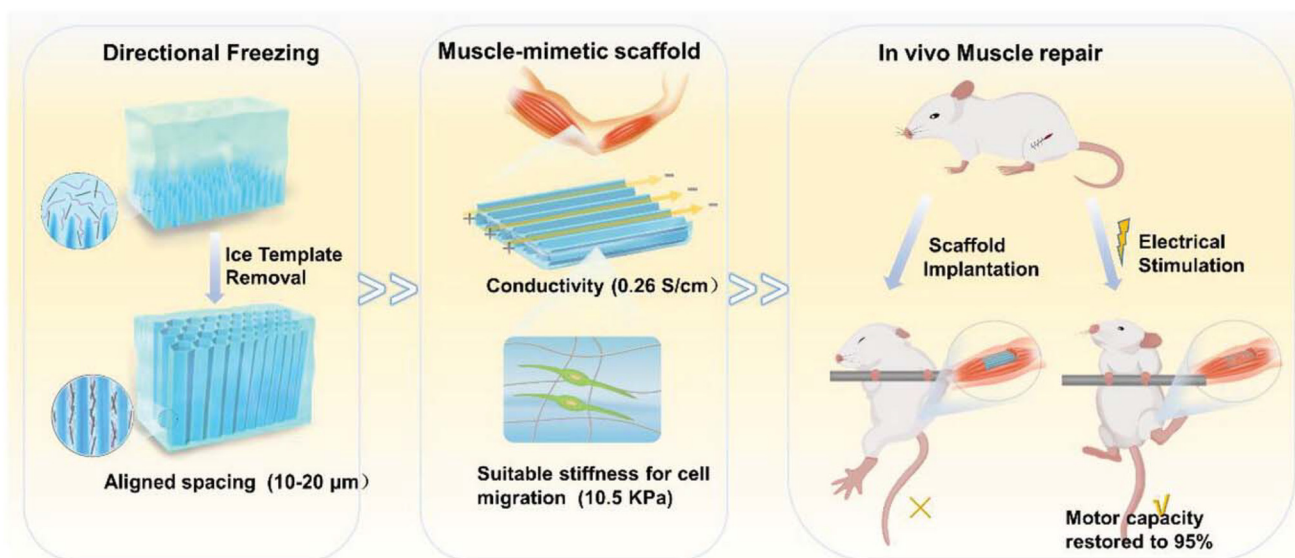 Directional Freezing
Ice Template
Removal
Aligned spacing (10-20 μm）
Muscle-mimetic scaffold
+ + +
- - -
Conductivity (0.26 S/cm）
Suitable stiffness for cell
migration (10.5 KPa)
In vivo Muscle repair
Scaffold
Implantation
Electrical
Stimulation
×
√
Motor capacity
restored to 95%